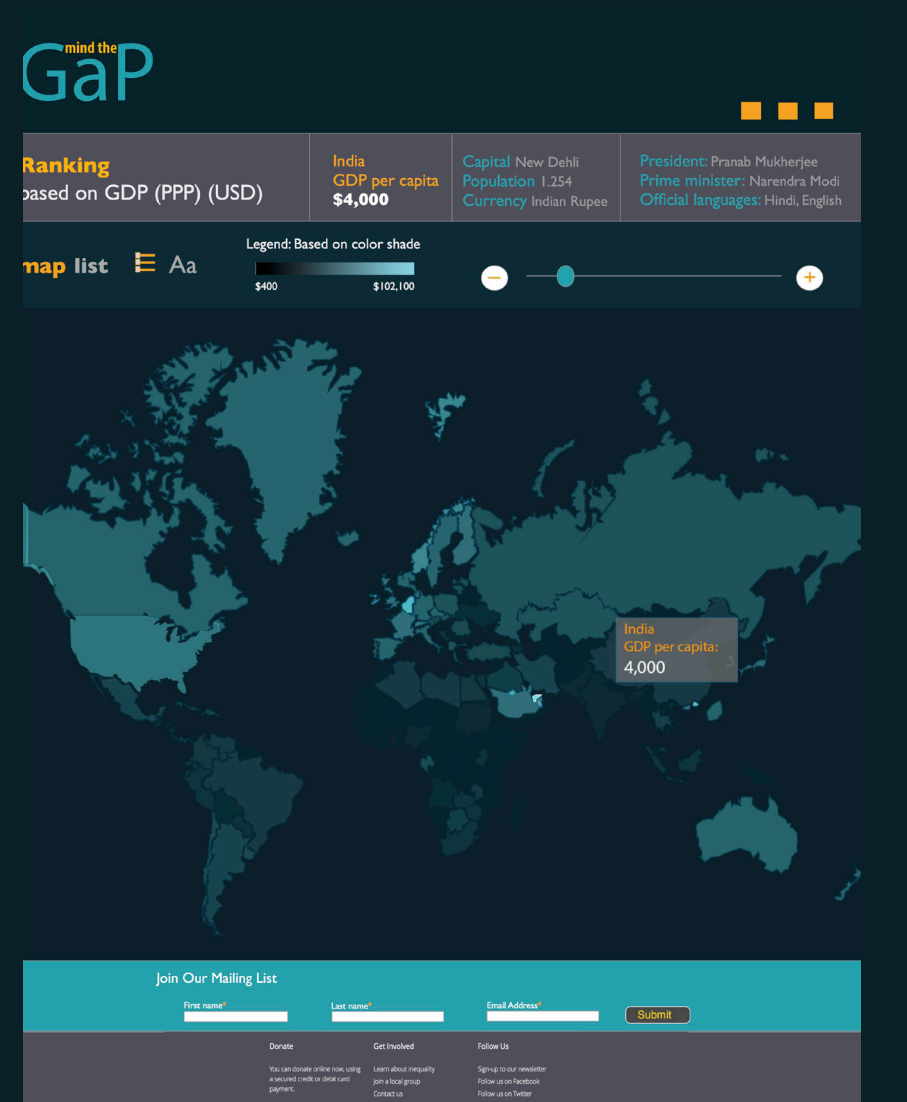 mind the
GaP
Ranking
based on GDP (PPP) (USD)
India
GDP per capita
$4,000
Capital New Dehli
Population 1.254
Currency Indian Rupee
President: Pranab Mukherjee
Prime minister: Narendra Modi
Official languages: Hindi, English
map list Aa
Legend: Based on color shade
$400 $102,100
India
GDP per capita:
4,000
Join Our Mailing List
First name* Last name* Email Address*
Submit
Donate
You can donate online now, using
a secured credit or debit card
payment.
Get Involved
Learn about inequality
Join a local group
Contact us
Follow Us
Sign-up to our newsletter
Follow us on Facebook
Follow us on Twitter